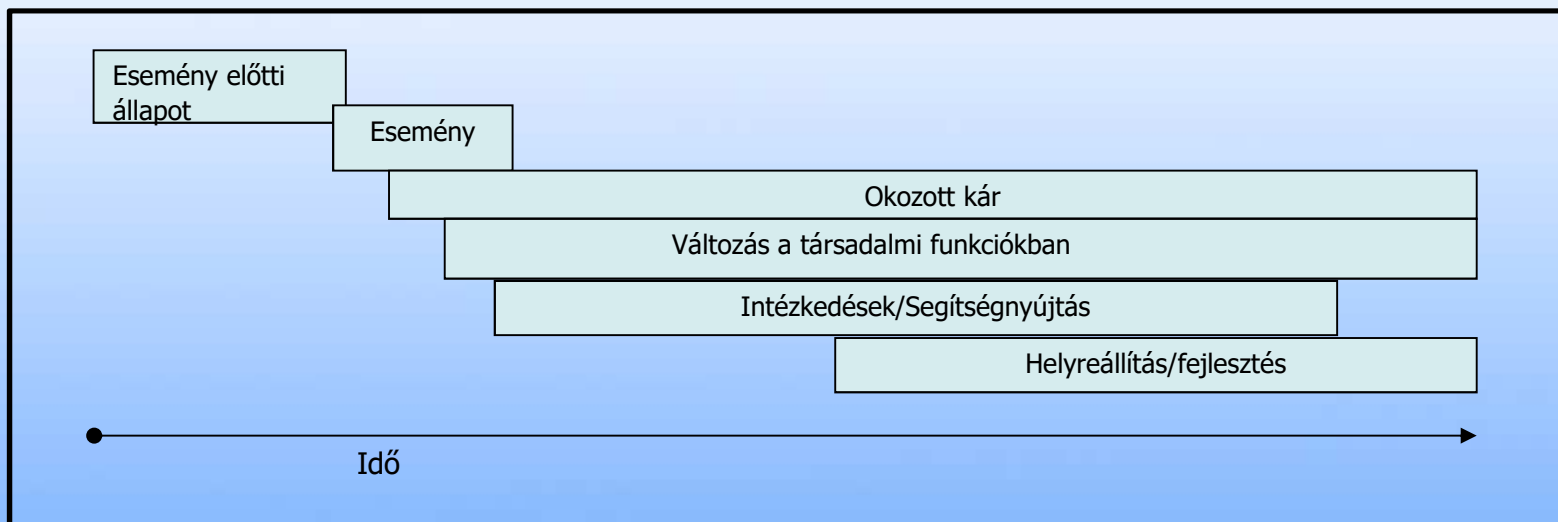 Esemény előtti
állapot
Esemény
Okozott kár
Változás a társadalmi funkciókban
Intézkedések/Segítségnyújtás
Helyreállítás/fejlesztés
Idő